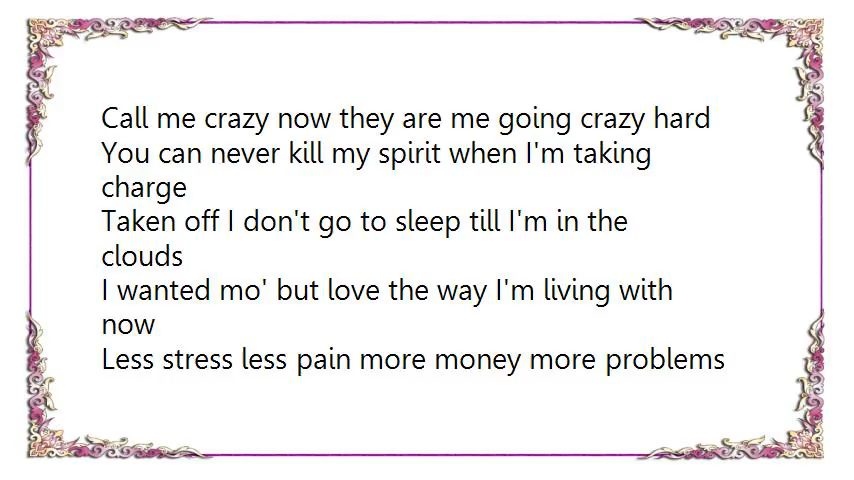 Call me crazy now they are me going crazy hard
You can never kill my spirit when I'm taking
charge
Taken off I don't go to sleep till I'm in the
clouds
I wanted mo' but love the way I'm living with
now
Less stress less pain more money more problems